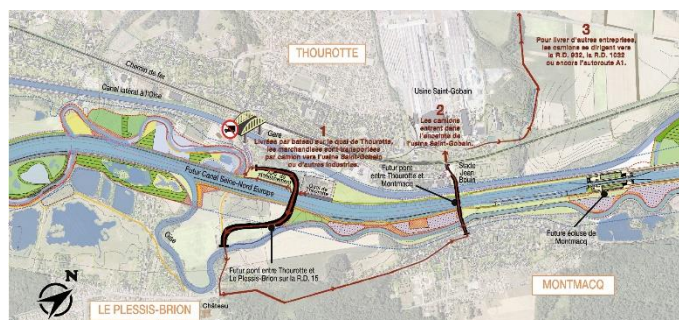 THOUROTTE
3
Pour livrer d'autres entreprises,
les camions se dirigent vers
la R.D. 932, la R.D. 1032
ou encore l'autoroute A1.
Chemin de fer
Canal latéral à l'Oise
Usine Saint-Gobain
Gare
1
Livrées par bateau sur le quai de Thourotte,
les marchandises sont transportées
par camion vers l'usine Saint-Gobain
ou d'autres industries.
2
Les camions
entrent dans
l'enceinte de
l'usine Saint-Gobain.
Stade
Jean
Bouin
Futur pont
entre Thourotte et
Montmacq
Futur Canal Seine-Nord Europe
Oise
Future écluse de
Montmacq
Futur pont entre Thourotte et
Le Plessis-Brion sur la R.D. 15
N
Château
LE PLESSIS-BRION
MONTMACQ